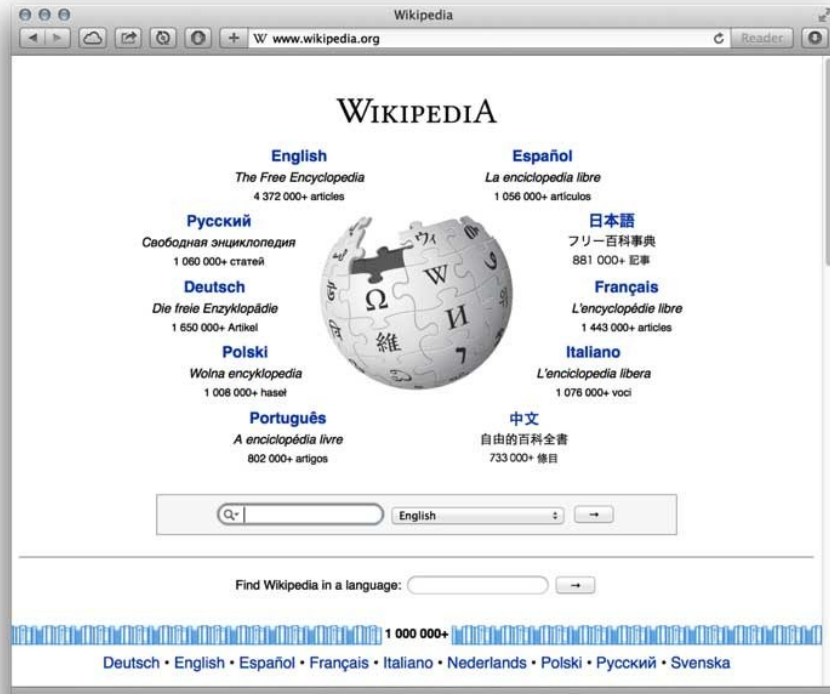 Wikipedia
W www.wikipedia.org
Reader
WIKIPEDIA
English
The Free Encyclopedia
4 372 000+ articles
Español
La enciclopedia libre
1 056 000+ artículos
Русский
Свободная энциклопедия
1 060 000+ статей
日本語
フリー百科事典
881 000+ 記事
Deutsch
Die freie Enzyklopädie
1 650 000+ Artikel
Français
L'encyclopédie libre
1 443 000+ articles
Polski
Wolna encyklopedia
1 008 000+ haseł
Italiano
L'enciclopedia libera
1 076 000+ voci
Português
A enciclopédia livre
802 000+ artigos
中文
自由的百科全書
733 000+ 條目
Ω
W
И
維
ウィ
7
English
→
Find Wikipedia in a language:
→
1 000 000+
Deutsch • English • Español • Français • Italiano • Nederlands • Polski • Русский • Svenska